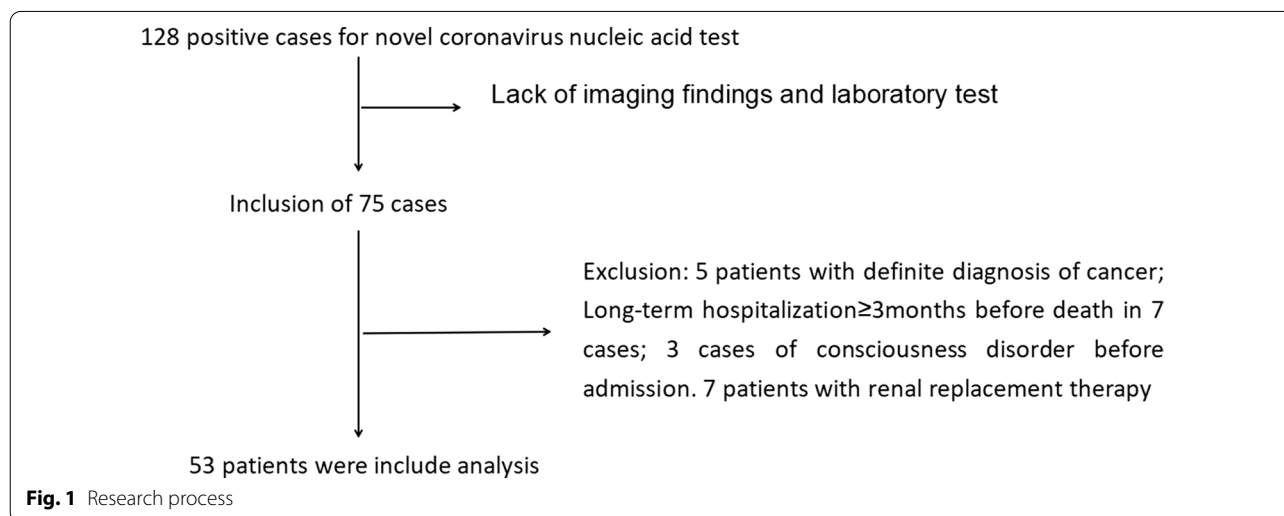 128 positive cases for novel coronavirus nucleic acid test
Lack of imaging findings and laboratory test
Inclusion of 75 cases
Exclusion: 5 patients with definite diagnosis of cancer;
Long-term hospitalization≥3months before death in 7
cases; 3 cases of consciousness disorder before
admission. 7 patients with renal replacement therapy
53 patients were include analysis
Fig. 1 Research process